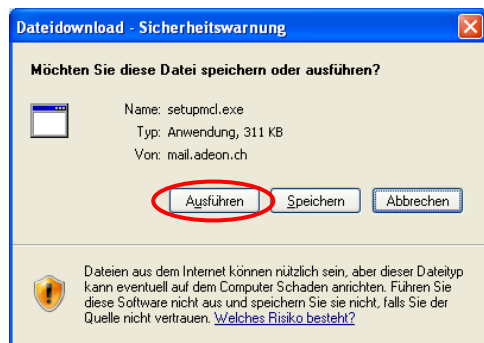 Dateidownload - Sicherheitswarnung
Möchten Sie diese Datei speichern oder ausführen?
Name: setupmcl.exe
Typ: Anwendung, 311 KB
Von: mail.adeon.ch
Ausführen Speichern Abbrechen
Dateien aus dem Internet können nützlich sein, aber dieser Dateityp
kann eventuell auf dem Computer Schaden anrichten. Führen Sie
diese Software nicht aus und speichern Sie sie nicht, falls Sie der
Quelle nicht vertrauen. Welches Risiko besteht?